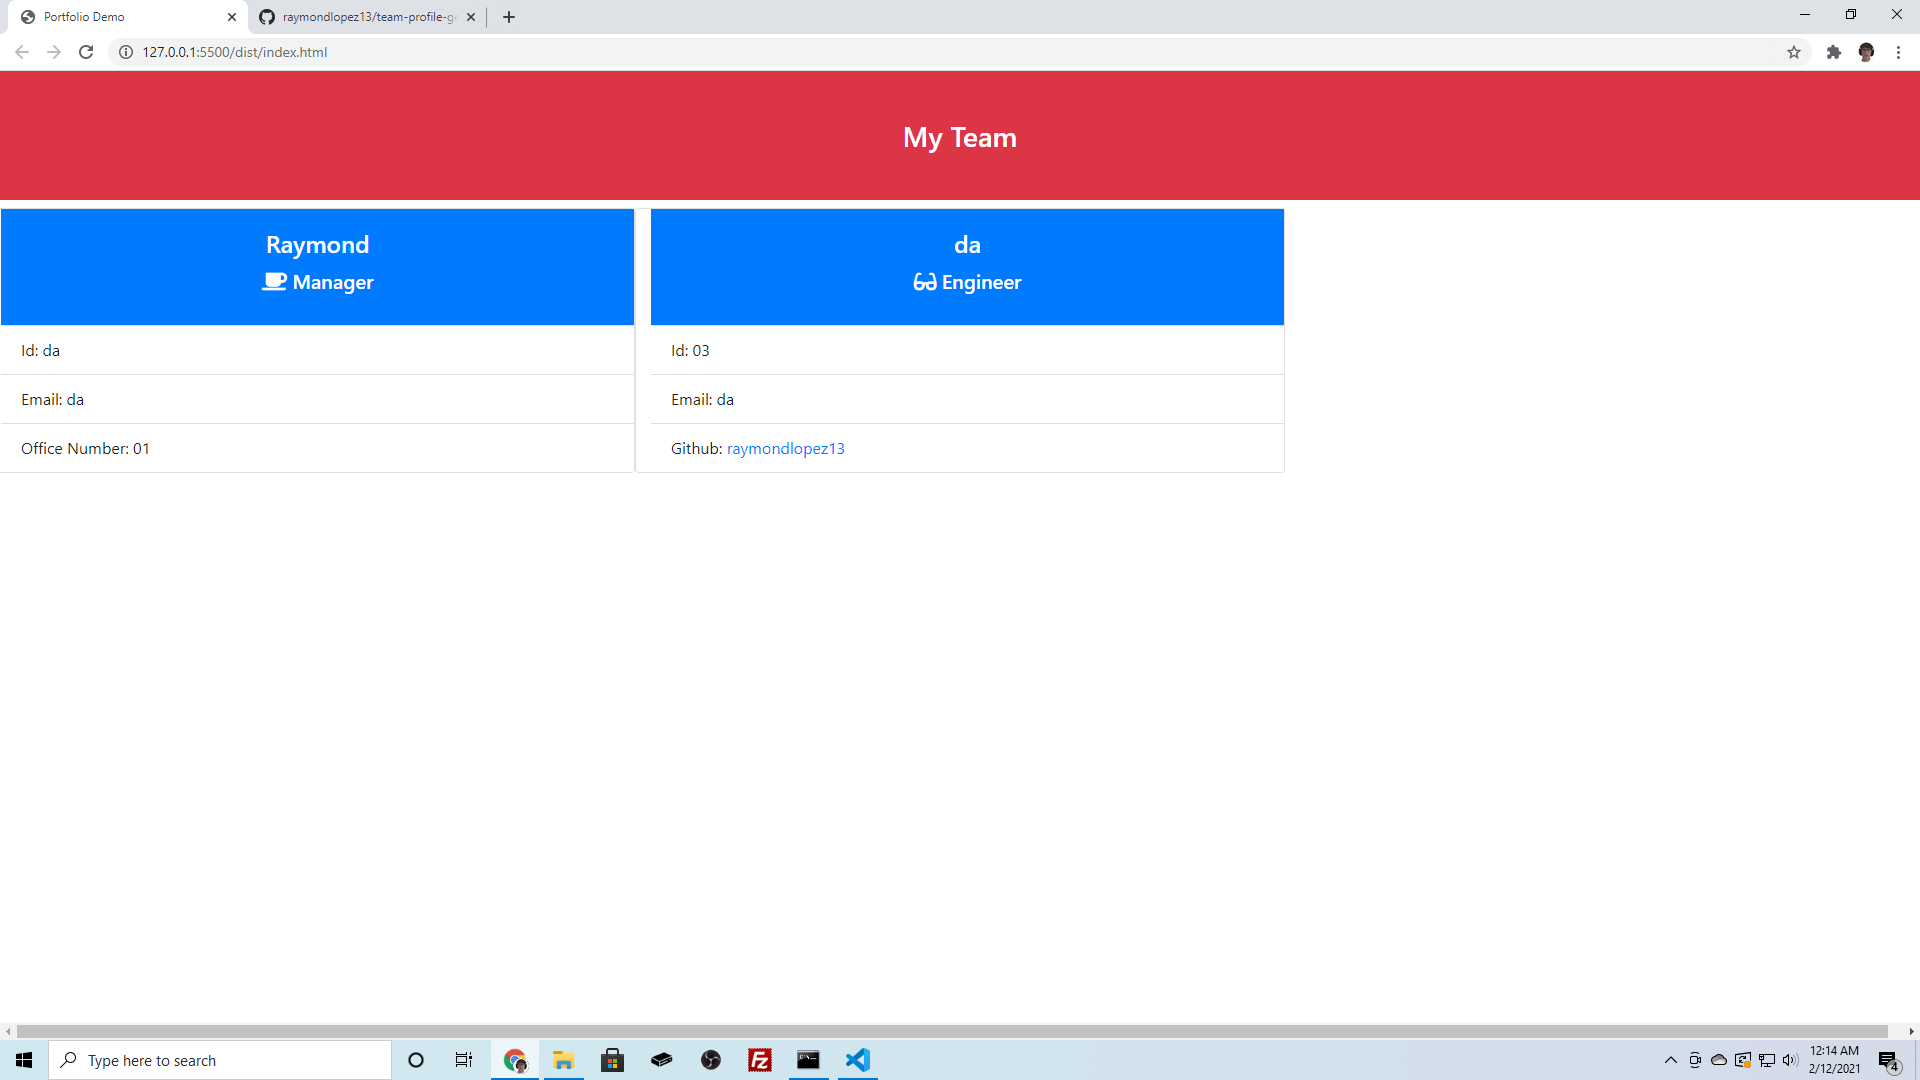 Portfolio Demo
raymondlopez13/team-profile-ge
127.0.0.1:5500/dist/index.html
My Team
Raymond
Manager
Id: da
Email: da
Office Number: 01
da
Engineer
Id: 03
Email: da
Github: raymondlopez13
Type here to search
12:14 AM
2/12/2021
4